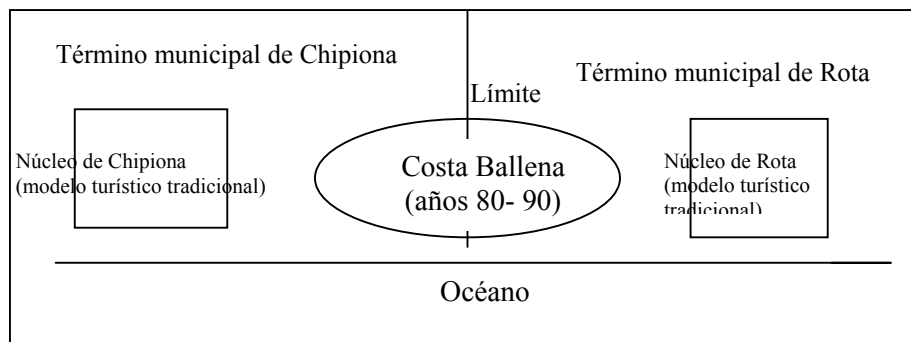 Término municipal de Chipiona
Término municipal de Rota
Límite
Núcleo de Chipiona
(modelo turístico tradicional)
Costa Ballena
(años 80- 90)
Núcleo de Rota
(modelo turístico
tradicional)
Océano